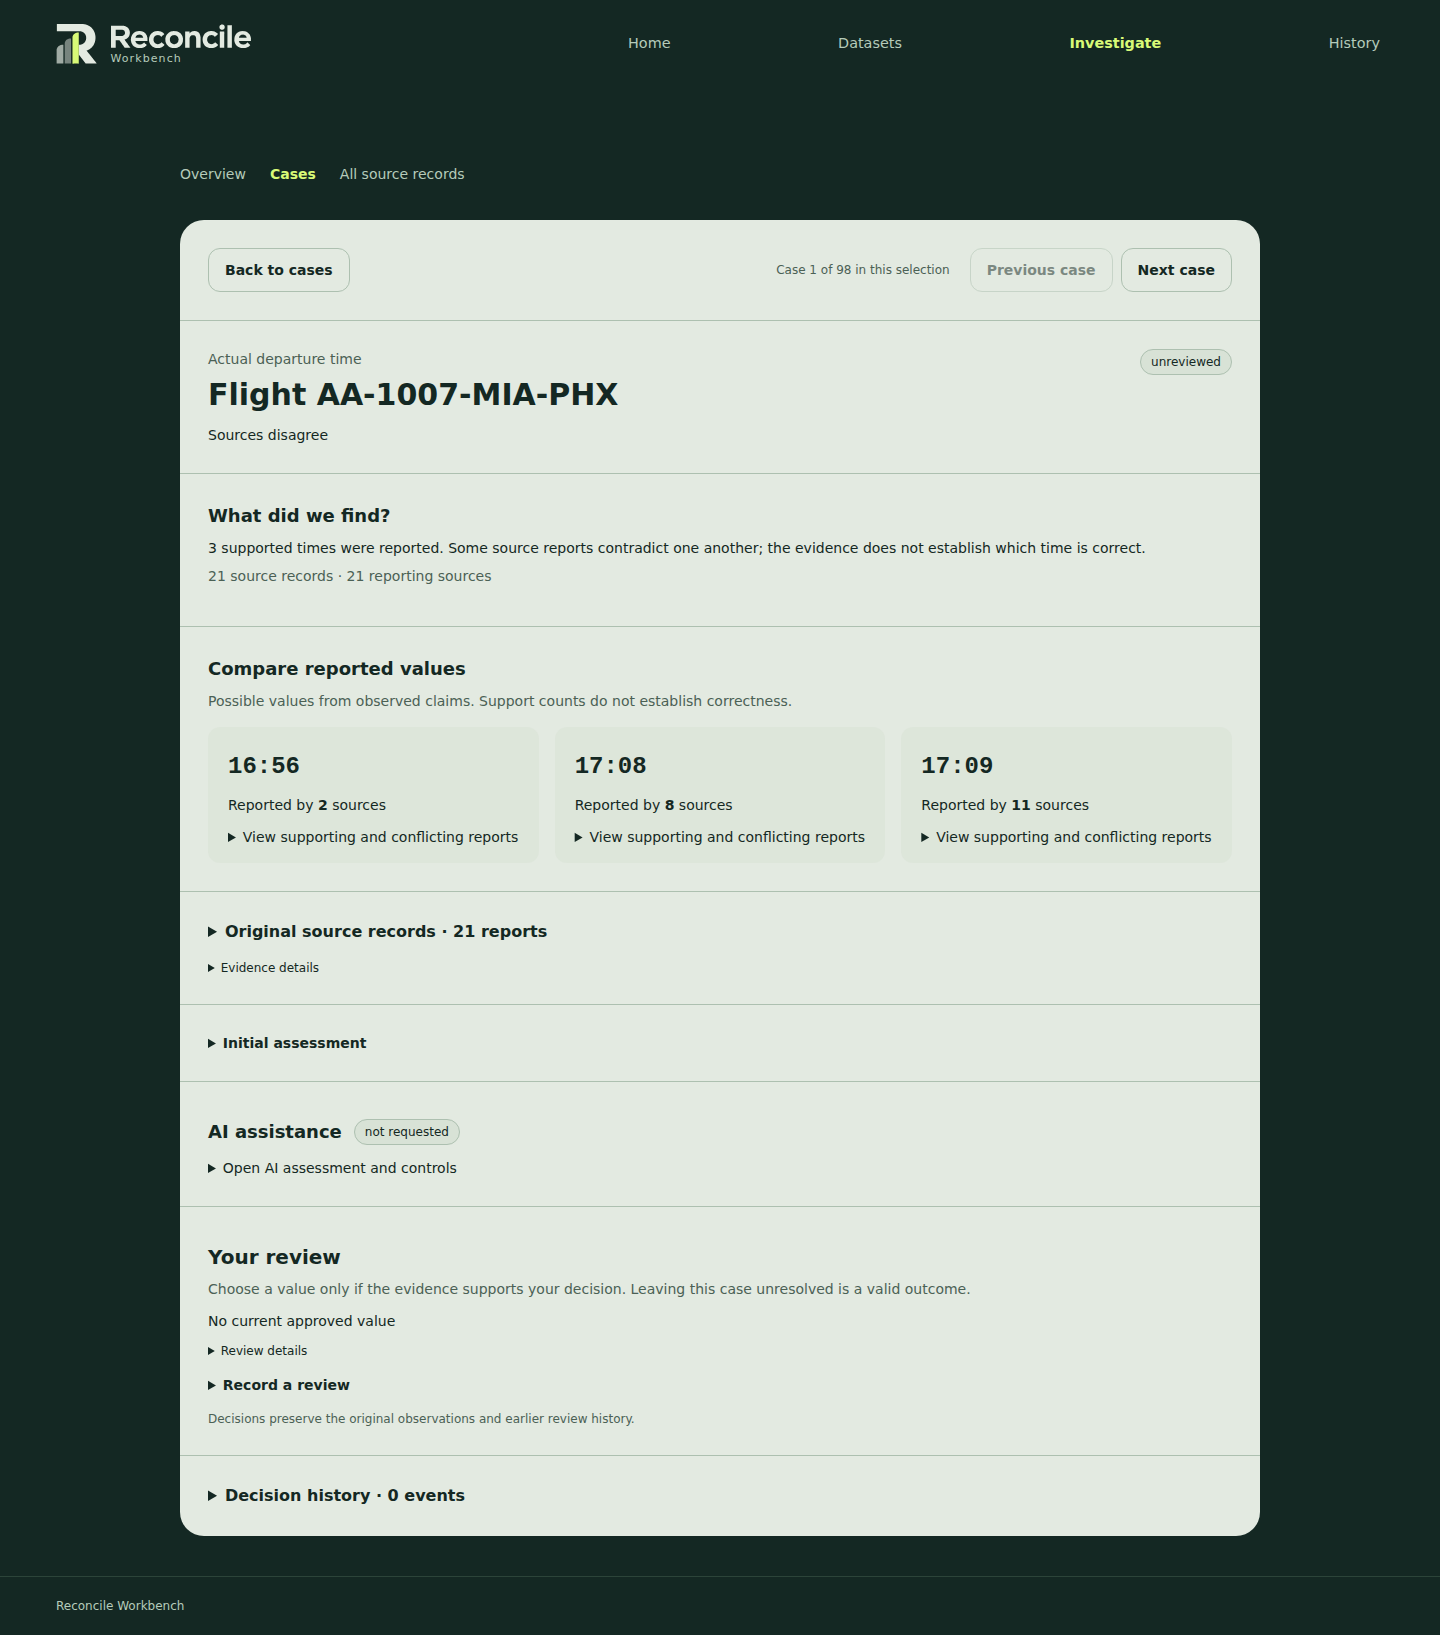 Reconcile
Workbench
Home
Datasets
Investigate
History
Overview
Cases
All source records
Back to cases
Case 1 of 98 in this selection
Previous case
Next case
Actual departure time
unreviewed
Flight AA-1007-MIA-PHX
Sources disagree
What did we find?
3 supported times were reported. Some source reports contradict one another; the evidence does not establish which time is correct.
21 source records · 21 reporting sources
Compare reported values
Possible values from observed claims. Support counts do not establish correctness.
16:56
Reported by 2 sources
View supporting and conflicting reports
17:08
Reported by 8 sources
View supporting and conflicting reports
17:09
Reported by 11 sources
View supporting and conflicting reports
Original source records · 21 reports
Evidence details
Initial assessment
AI assistance
not requested
Open AI assessment and controls
Your review
Choose a value only if the evidence supports your decision. Leaving this case unresolved is a valid outcome.
No current approved value
Review details
Record a review
Decisions preserve the original observations and earlier review history.
Decision history · 0 events
Reconcile Workbench